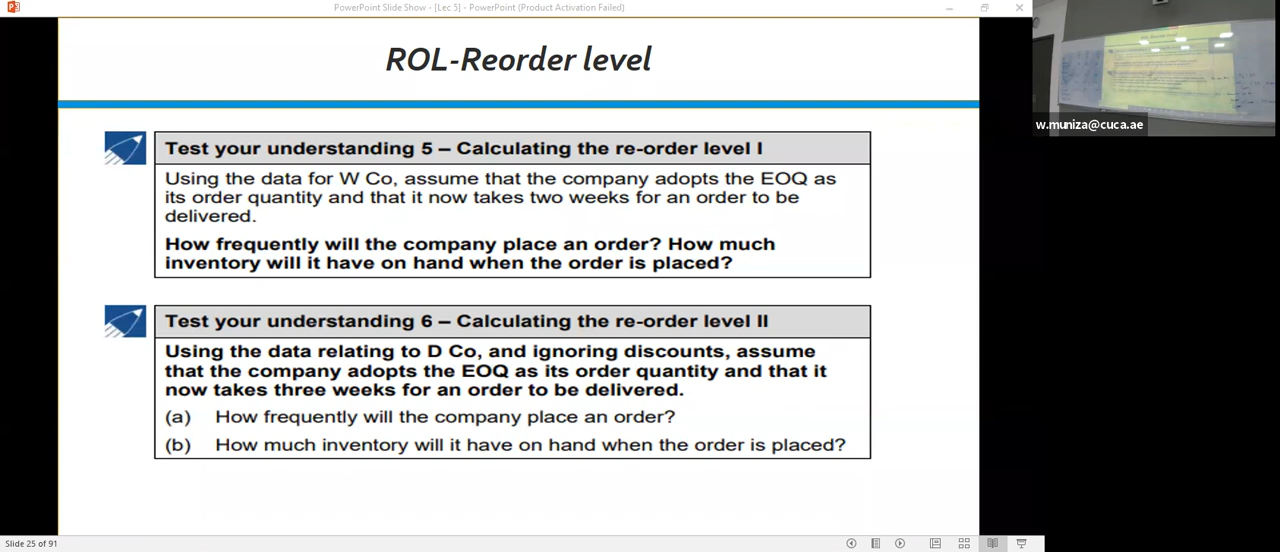 PowerPoint Slide Show - [Lec 3] - PowerPoint (Product Activation Failed)
ROL-Reorder level
w.muniza@cuca.ae
Test your understanding 5 – Calculating the re-order level I
Using the data for W Co, assume that the company adopts the EOQ as
its order quantity and that it now takes two weeks for an order to be
delivered.
How frequently will the company place an order? How much
inventory will it have on hand when the order is placed?
Test your understanding 6 – Calculating the re-order level II
Using the data relating to D Co, and ignoring discounts, assume
that the company adopts the EOQ as its order quantity and that it
now takes three weeks for an order to be delivered.
(a) How frequently will the company place an order?
(b) How much inventory will it have on hand when the order is placed?
Slide 25 of 91